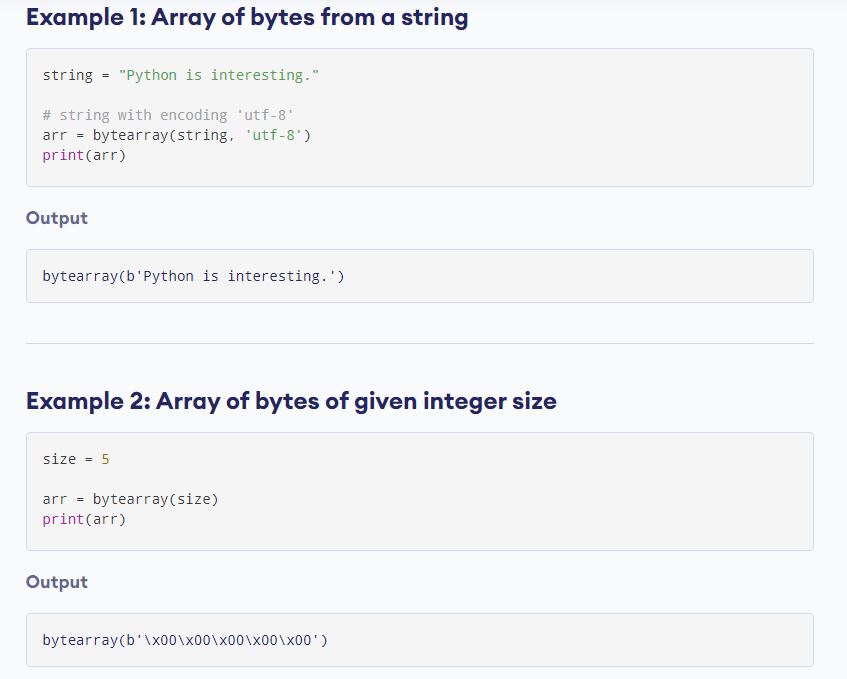 Example 1: Array of bytes from a string
string = "Python is interesting."
# string with encoding 'utf-8'
arr = bytearray(string, 'utf-8')
print(arr)
Output
bytearray(b'Python is interesting.')
Example 2: Array of bytes of given integer size
size = 5
arr = bytearray(size)
print(arr)
Output
bytearray(b'\x00\x00\x00\x00\x00')